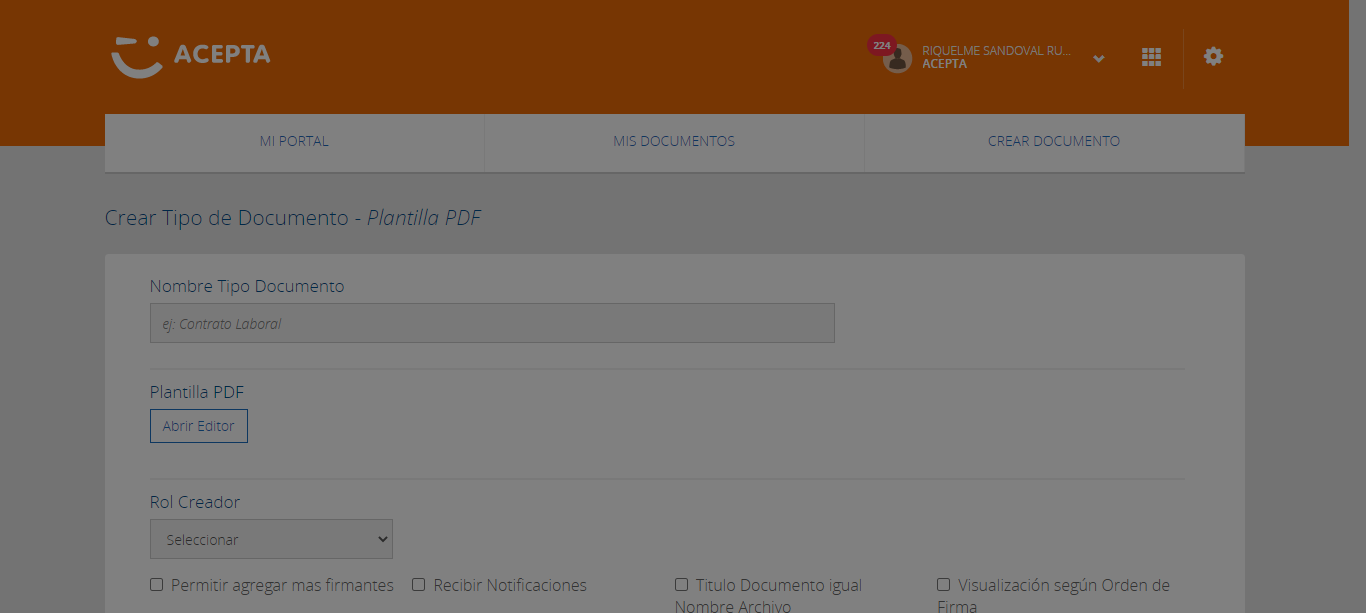 ACEPTA
224
RIQUELME SANDOVAL RU...
ACEPTA
MI PORTAL
MIS DOCUMENTOS
CREAR DOCUMENTO
Crear Tipo de Documento - Plantilla PDF
Nombre Tipo Documento
ej: Contrato Laboral
Plantilla PDF
Abrir Editor
Rol Creador
Seleccionar
Permitir agregar mas firmantes
Recibir Notificaciones
Titulo Documento igual
Nombre Archivo
Visualización según Orden de
Firma